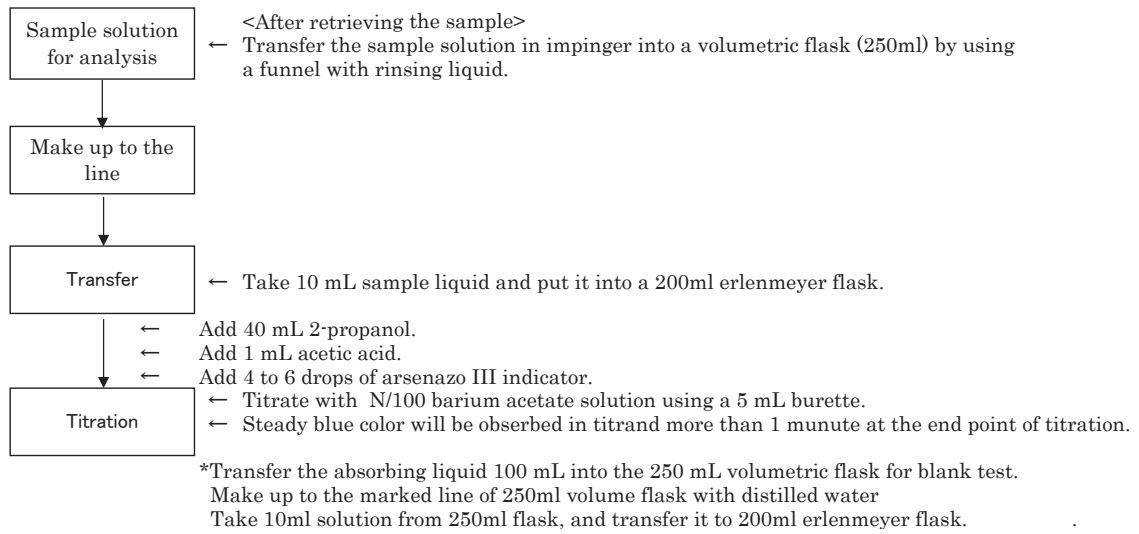 Sample solution
for analysis
<After retrieving the sample>
← Transfer the sample solution in impinger into a volumetric flask (250ml) by using
a funnel with rinsing liquid.
Make up to the
line
Transfer
← Take 10 mL sample liquid and put it into a 200ml erlenmeyer flask.
← Add 40 mL 2-propanol.
← Add 1 mL acetic acid.
← Add 4 to 6 drops of arsenazo III indicator.
Titration
← Titrate with N/100 barium acetate solution using a 5 mL burette.
← Steady blue color will be obserbed in titrand more than 1 munute at the end point of titration.
*Transfer the absorbing liquid 100 mL into the 250 mL volumetric flask for blank test.
Make up to the marked line of 250ml volume flask with distilled water
Take 10ml solution from 250ml flask, and transfer it to 200ml erlenmeyer flask. .